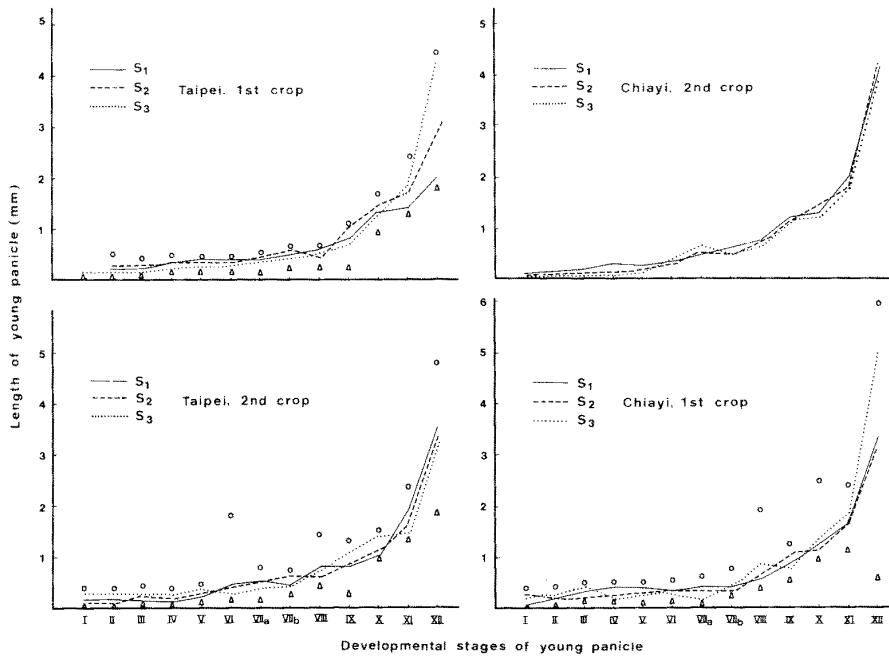 Length of young panicle (mm)
5
4
3
2
1
S1
S2
S3
Taipei, 1st crop
5
4
3
2
1
S1
S2
S3
Chiayi, 2nd crop
5
4
3
2
1
S1
S2
S3
Taipei, 2nd crop
I II III IV V VI VIIa VIIb VIII IX X XI XII
6
5
4
3
2
1
S1
S2
S3
Chiayi, 1st crop
I II III IV V VI VIIa VIIb VIII IX X XI XII
Developmental stages of young panicle